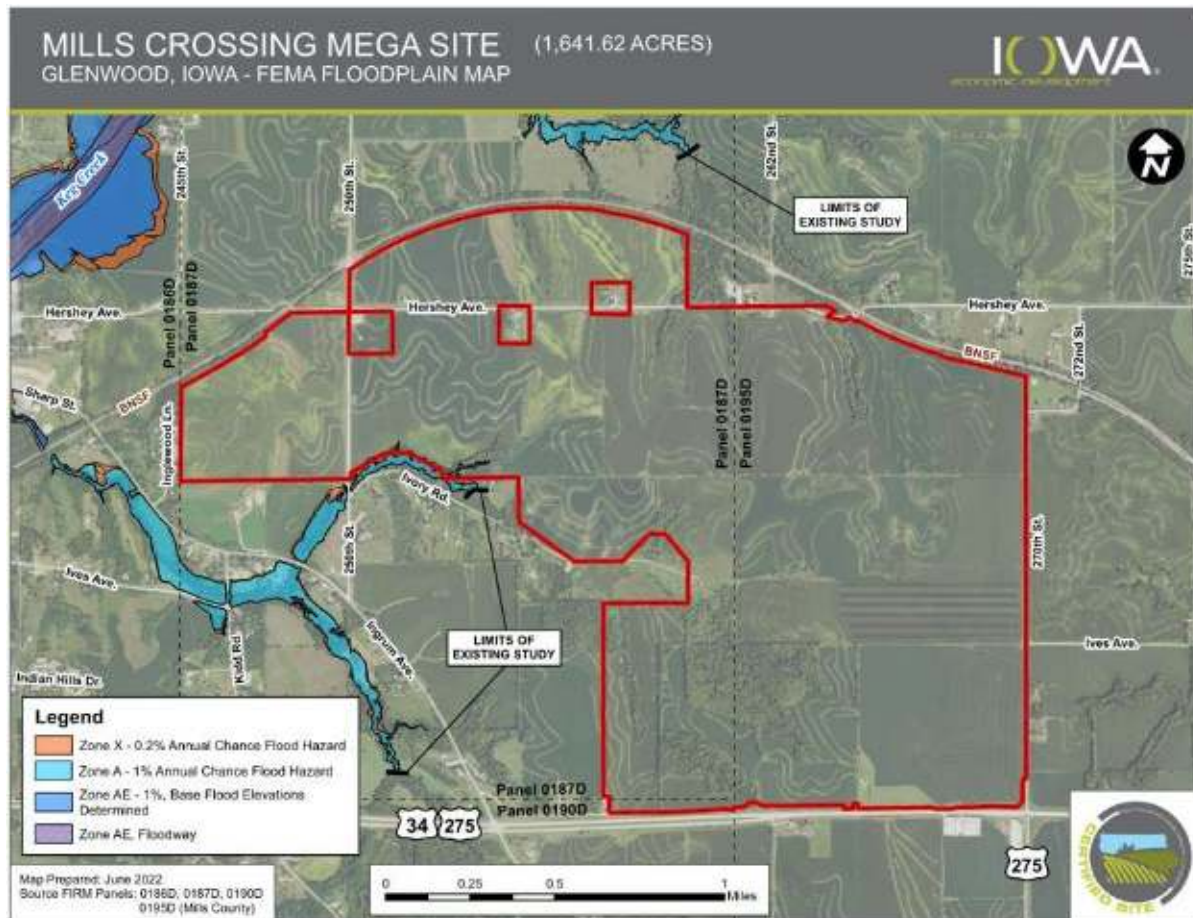 MILLS CROSSING MEGA SITE (1,641.62 ACRES)
GLENWOOD, IOWA - FEMA FLOODPLAIN MAP
IOWA
economic development
Keg Creek
245th St.
250th St.
262nd St.
275th St.
N
LIMITS OF
EXISTING STUDY
Panel 0186D
Panel 0187D
Hershey Ave.
Hershey Ave.
Hershey Ave.
BNSF
BNSF
272nd St.
Sharp St.
Inglewood Ln.
Panel 0187D
Panel 0195D
Ivory Rd.
250th St.
270th St.
Ives Ave.
Kidd Rd
Ingrum Ave.
LIMITS OF
EXISTING STUDY
Ives Ave.
Indian Hills Dr.
Legend
Zone X - 0.2% Annual Chance Flood Hazard
Zone A - 1% Annual Chance Flood Hazard
Zone AE - 1%, Base Flood Elevations
Determined
Zone AE, Floodway
Panel 0187D
Panel 0190D
34 275
275
Map Prepared: June 2022
Source FIRM Panels: 0186D, 0187D, 0190D
0195D (Mills County)
0 0.25 0.5 1
Miles
CERTIFIED SITE